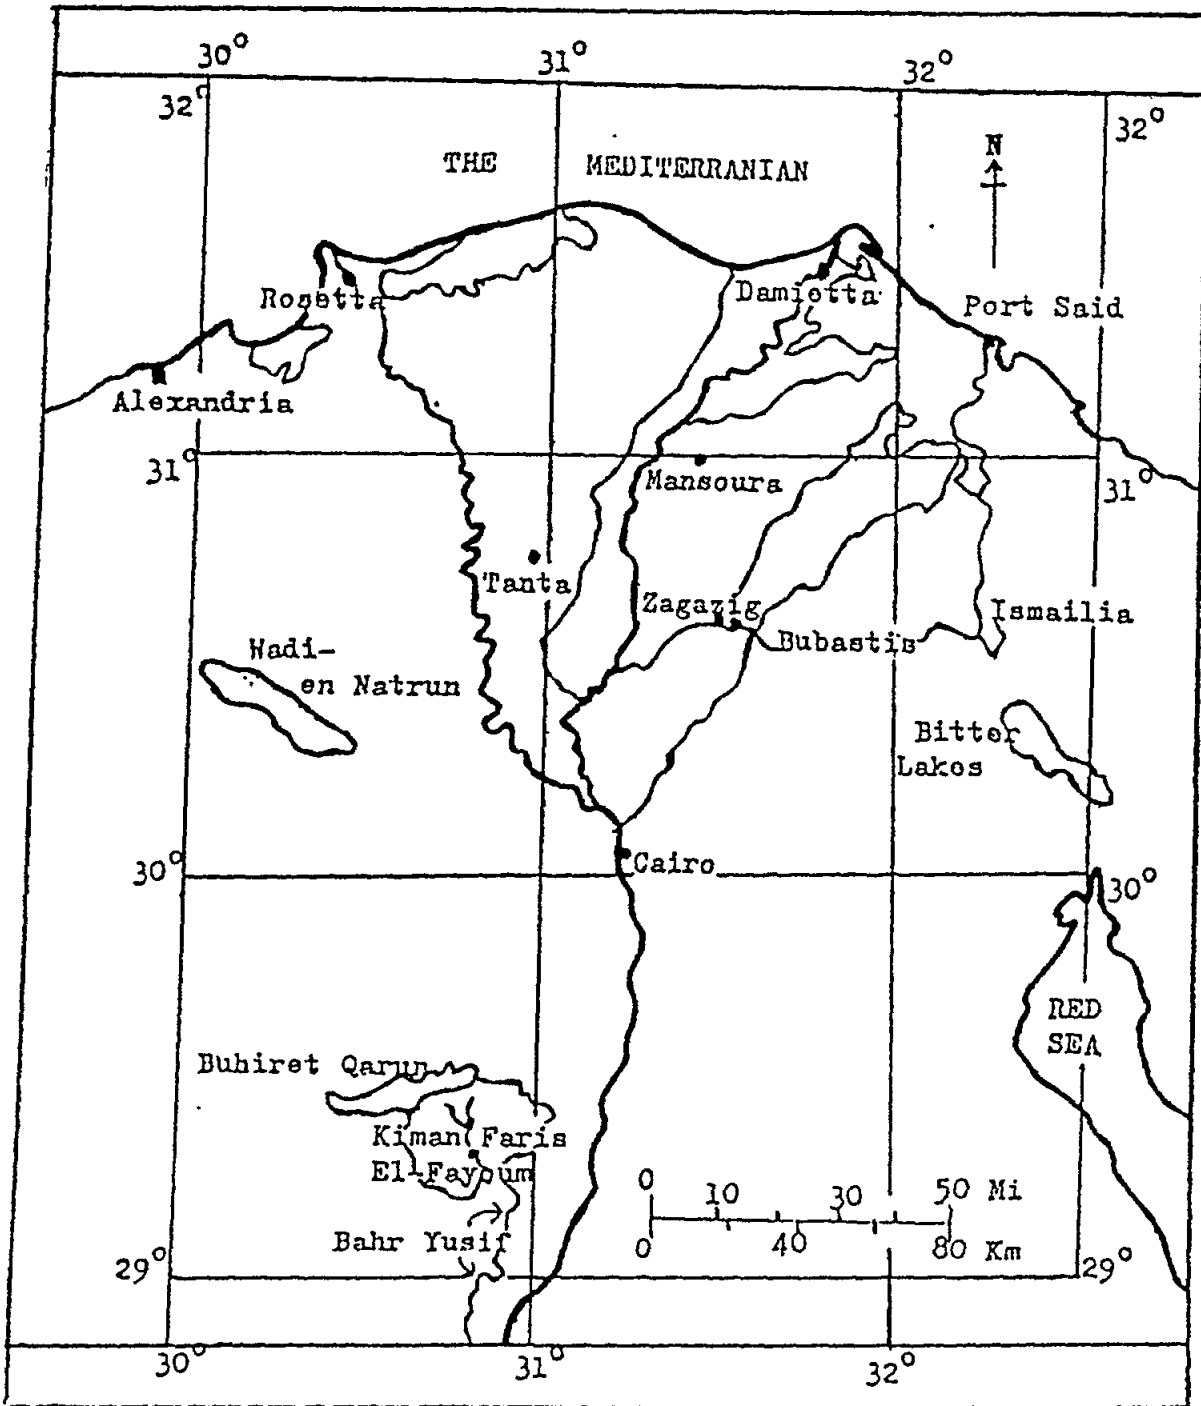 30° 31° 32°
32° 32°
N
THE MEDITERRANIAN
Rosetta Damietta Port Said
Alexandria
31° Mansoura 31°
Tanta
Zagazig Ismailia
Bubastis
Wadi-
en Natrun
Bitter
Lakes
Cairo
30° 30°
RED
SEA
Buhiret Qarun
Kiman Faris
El-Fayoum
0 10 30 50 Mi
Bahr Yusif
0 40 80 Km
29° 29°
30° 31° 32°